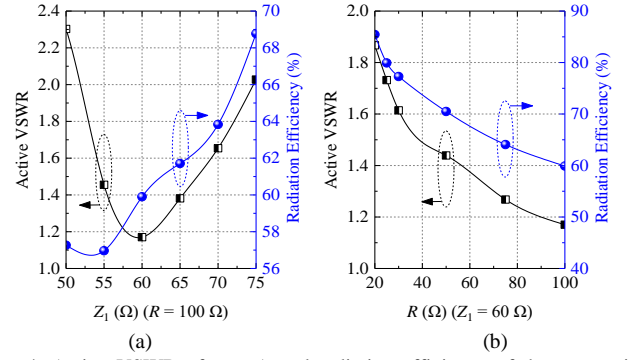 2.4
2.2
2.0
1.8
1.6
1.4
1.2
1.0
Active VSWR
70
68
66
64
62
60
58
56
Radiation Efficiency (%)
50 55 60 65 70 75
Z1 (Ω) (R = 100 Ω)
(a)
2.0
1.8
1.6
1.4
1.2
1.0
Active VSWR
90
80
70
60
50
40
Radiation Efficiency (%)
20 40 60 80 100
R (Ω) (Z1 = 60 Ω)
(b)